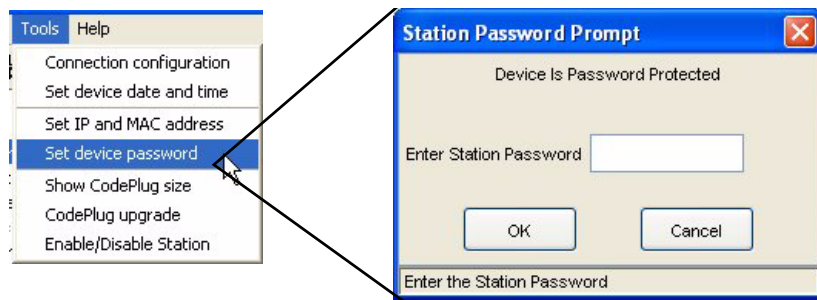 Tools Help
Connection configuration
Set device date and time
Set IP and MAC address
Set device password
Show CodePlug size
CodePlug upgrade
Enable/Disable Station
Station Password Prompt
Device Is Password Protected
Enter Station Password
OK Cancel
Enter the Station Password